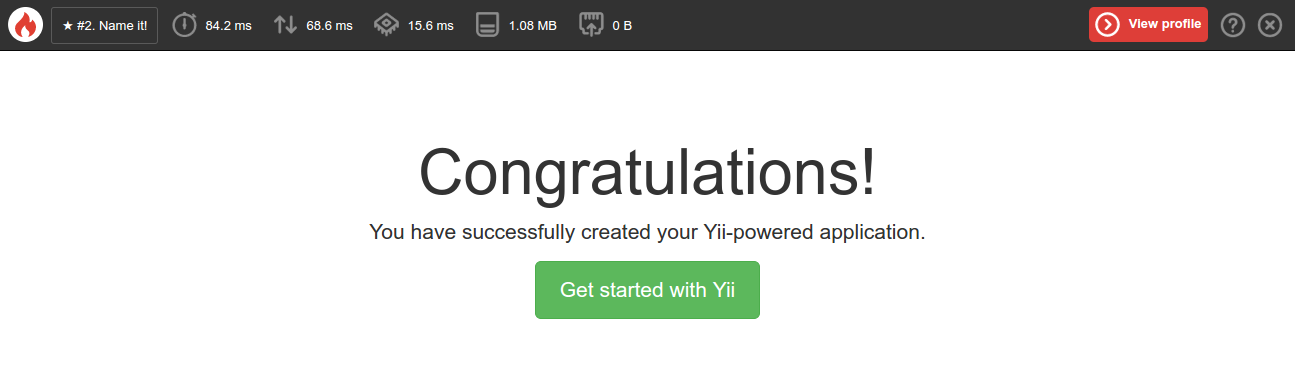 ★ #2. Name it! 84.2 ms 68.6 ms 15.6 ms 1.08 MB 0 B View profile
Congratulations!
You have successfully created your Yii-powered application.
Get started with Yii